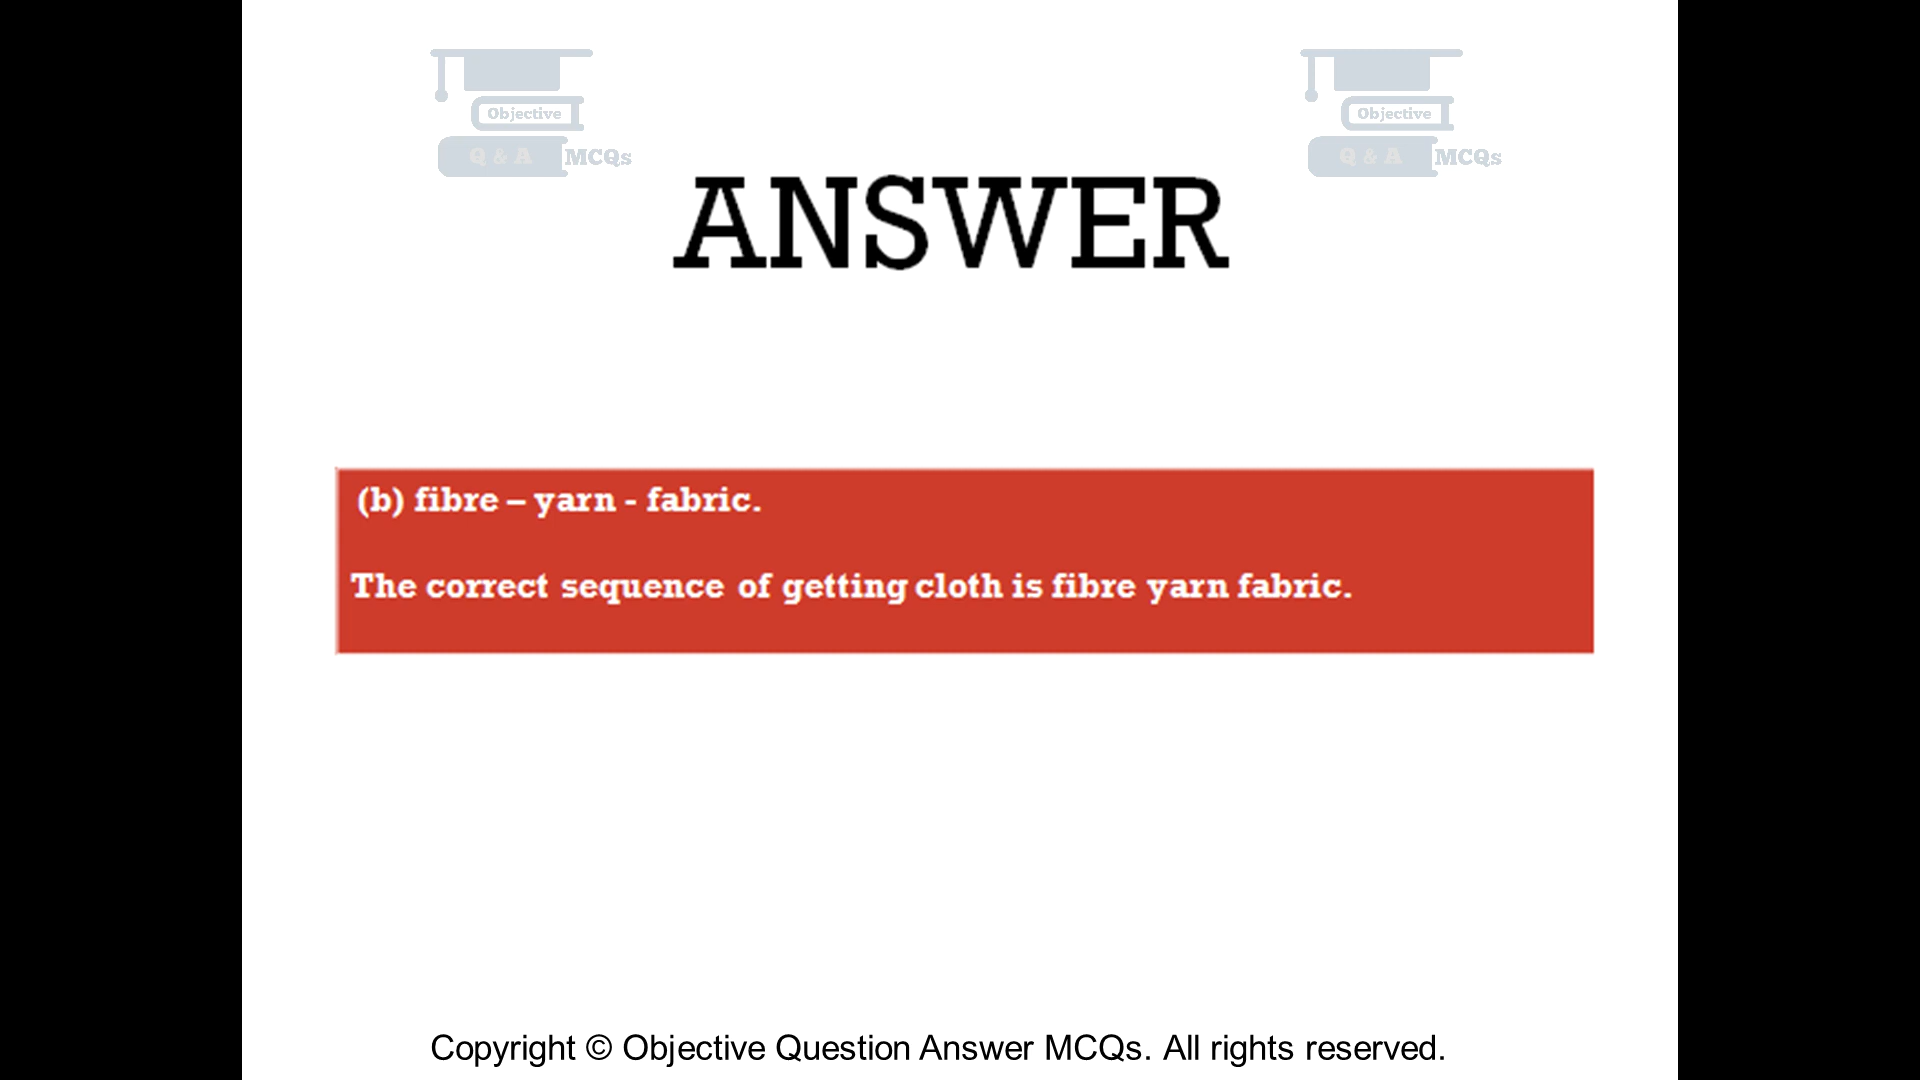 Objective
Q & A MCQs
Objective
Q & A MCQs
ANSWER
(b) fibre – yarn - fabric.
The correct sequence of getting cloth is fibre yarn fabric.
Copyright © Objective Question Answer MCQs. All rights reserved.